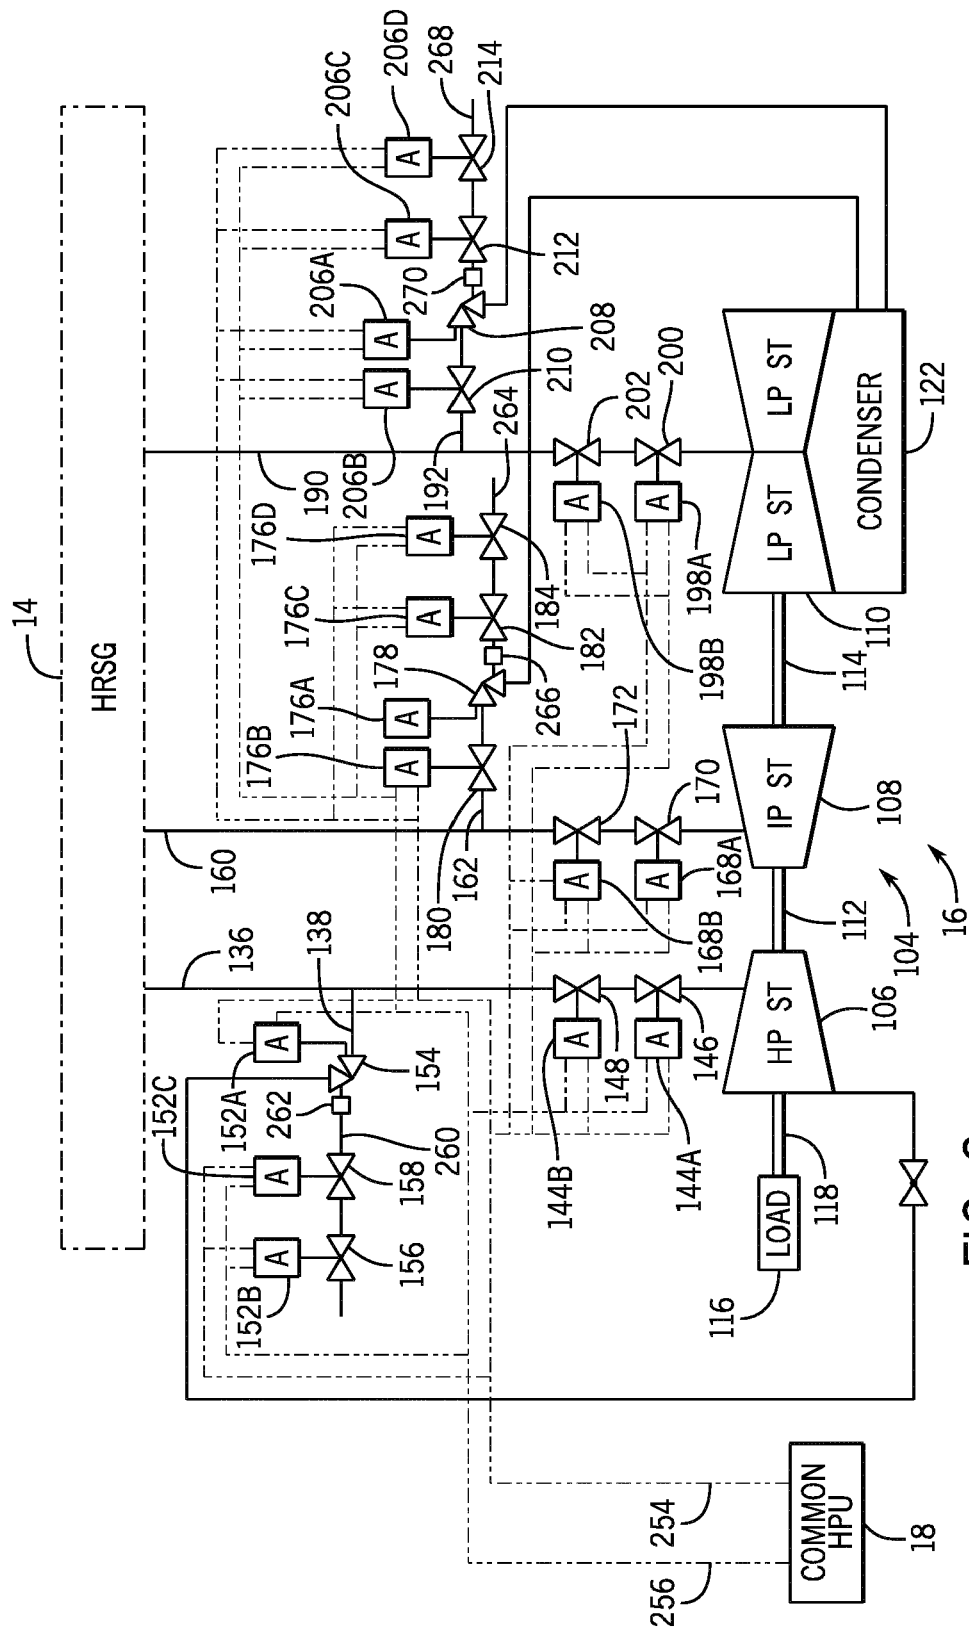 14
HRSG
152C
152A
152B
262
260
158
156
154
138
136
160
162
180
176B
176A
178
176C
176D
266
182
184
264
190
192
206B
206A
206C
206D
270
208
210
212
214
268
A
A
A
A
A
A
A
A
A
A
A
256
254
COMMON
HPU
18
144B
144A
148
146
168B
168A
172
170
198B
198A
202
200
A
A
A
A
A
A
116
LOAD
118
HP ST
106
112
104
16
IP ST
108
114
110
LP ST
LP ST
CONDENSER
122